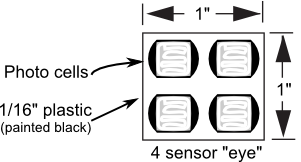 1"
Photo cells
1"
1/16" plastic
(painted black)
4 sensor "eye"